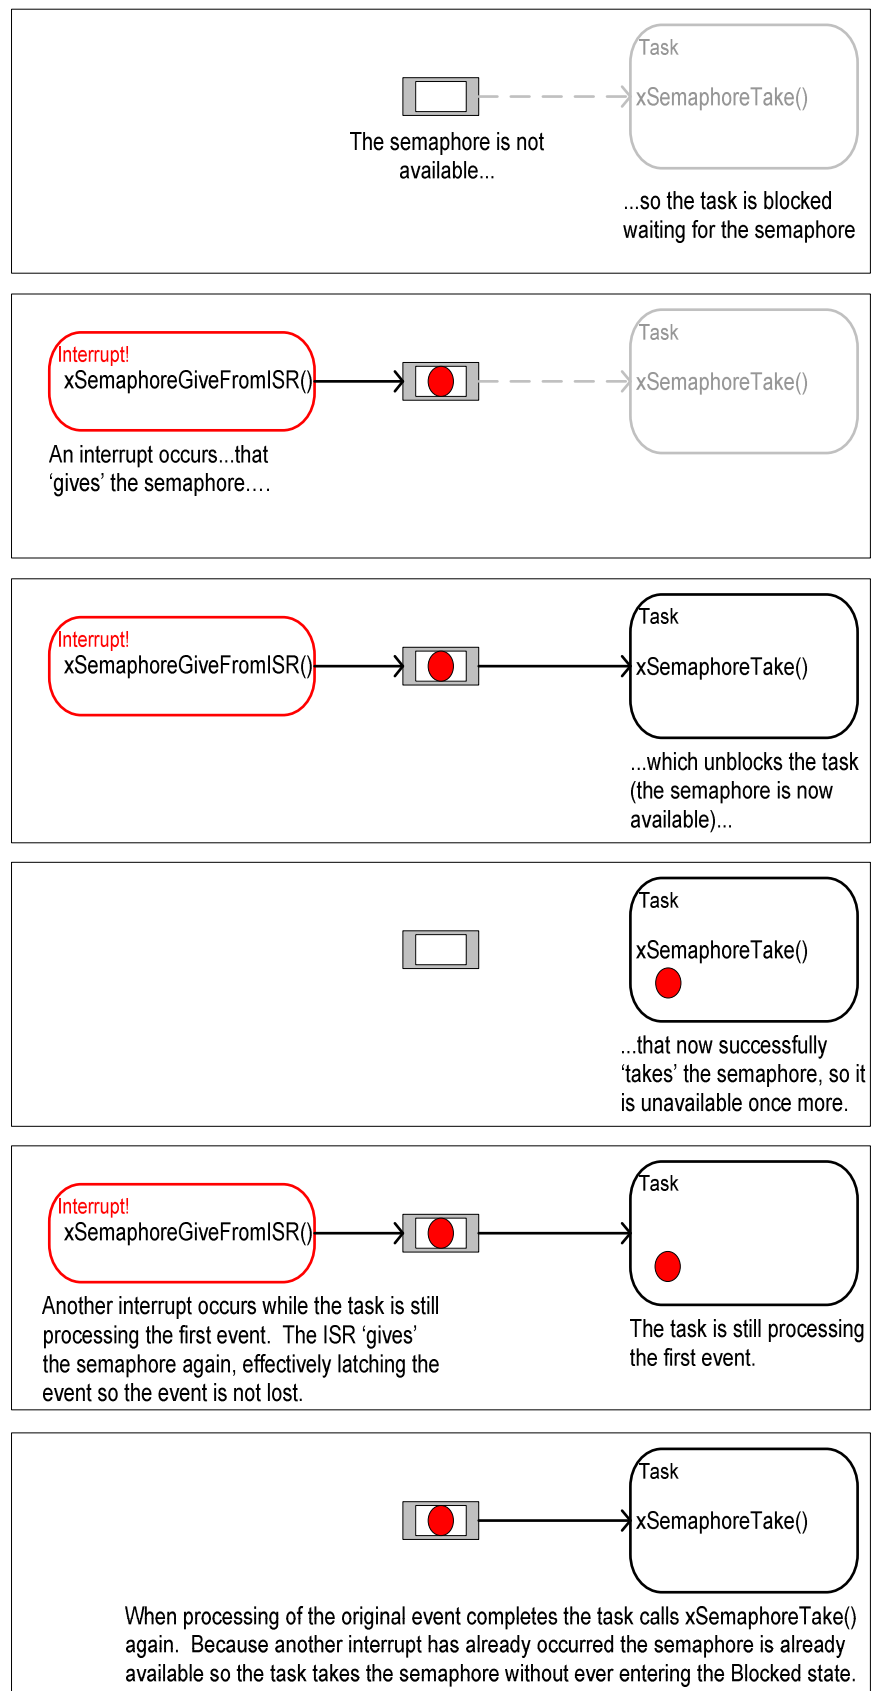 Task
xSemaphoreTake()
The semaphore is not
available...
...so the task is blocked
waiting for the semaphore
Interrupt!
xSemaphoreGiveFromISR()
Task
xSemaphoreTake()
An interrupt occurs...that
‘gives’ the semaphore....
Interrupt!
xSemaphoreGiveFromISR()
Task
xSemaphoreTake()
...which unblocks the task
(the semaphore is now
available)...
Task
xSemaphoreTake()
...that now successfully
‘takes’ the semaphore, so it
is unavailable once more.
Interrupt!
xSemaphoreGiveFromISR()
Task
Another interrupt occurs while the task is still
processing the first event.  The ISR ‘gives’
the semaphore again, effectively latching the
event so the event is not lost.
The task is still processing
the first event.
Task
xSemaphoreTake()
When processing of the original event completes the task calls xSemaphoreTake()
again.  Because another interrupt has already occurred the semaphore is already
available so the task takes the semaphore without ever entering the Blocked state.